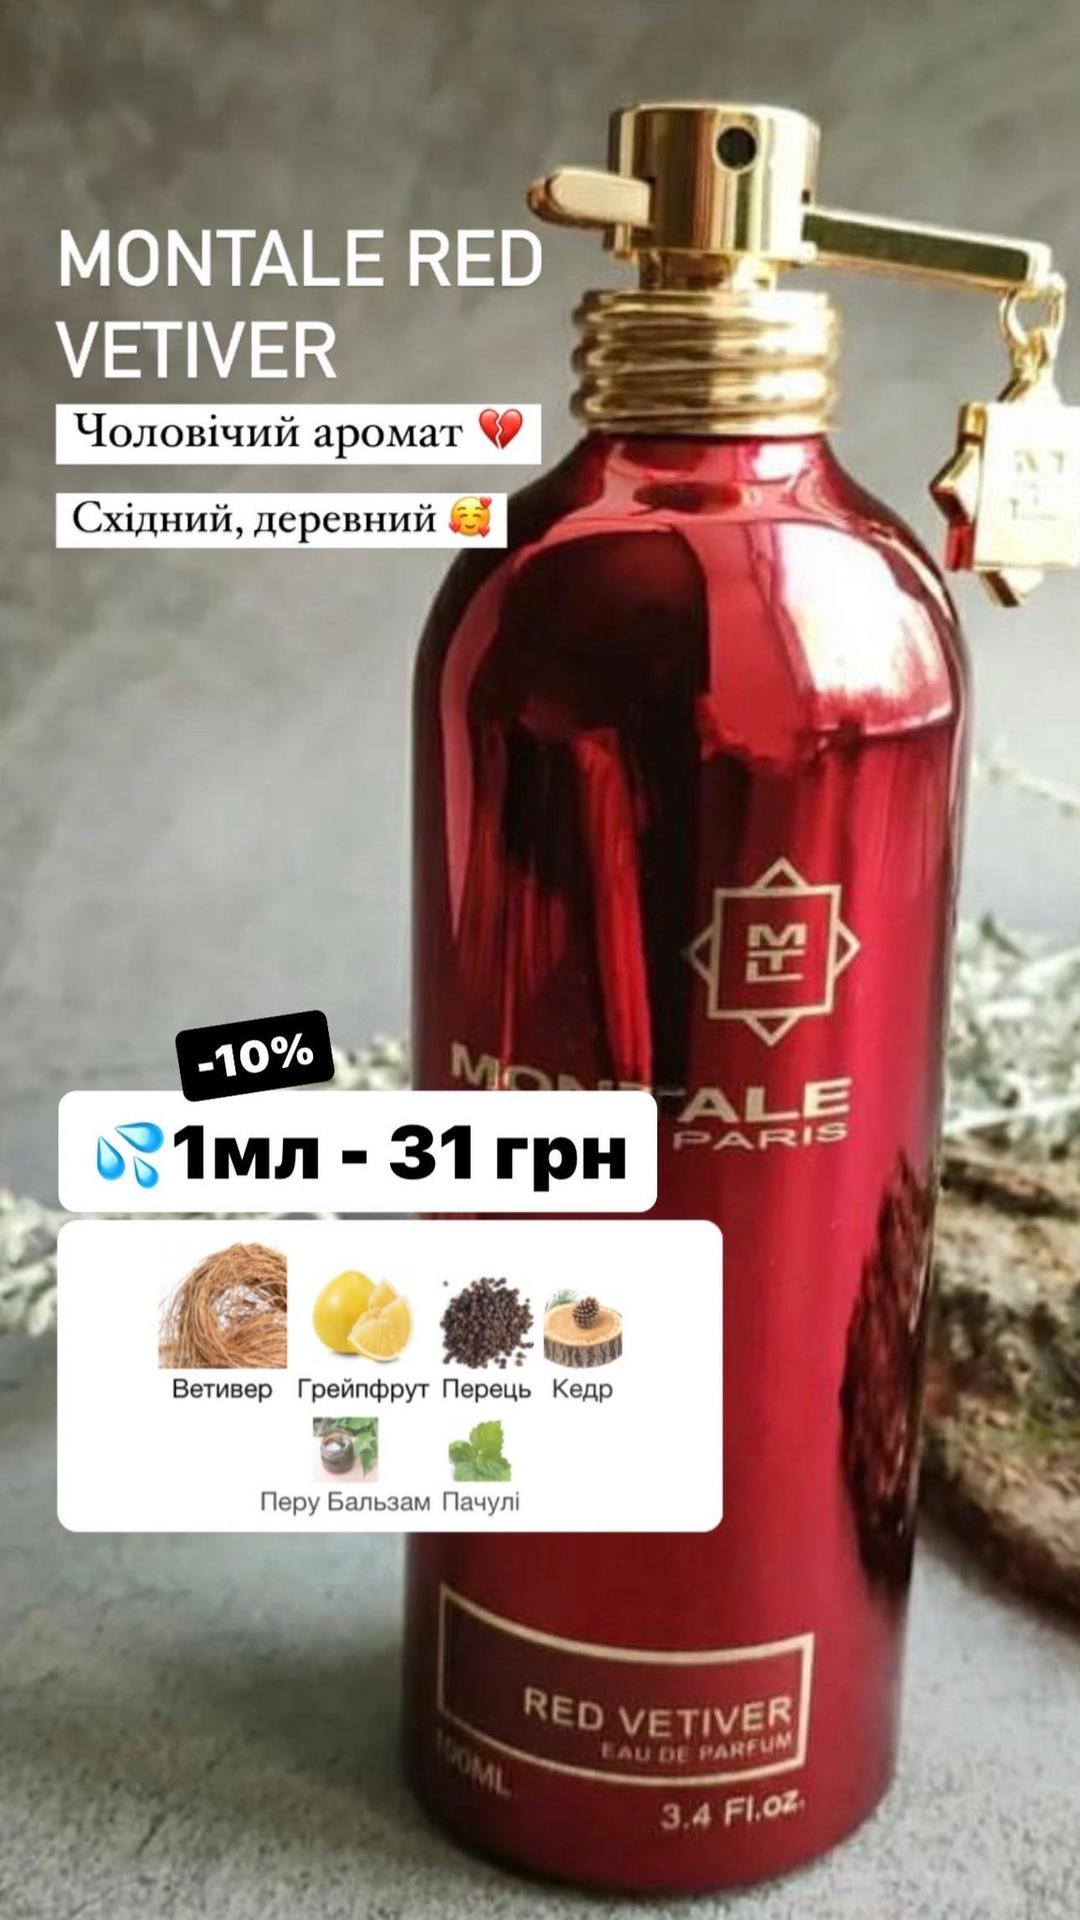 MONTALE RED
VETIVER
Чоловічий аромат 💔
Східний, деревний 🥰
-10%
💦1мл - 31 грн
Ветивер Грейпфрут Перець Кедр
Перу Бальзам Пачулі
MTL
MONTALE
PARIS
RED VETIVER
EAU DE PARFUM
100ML
3.4 Fl.oz.